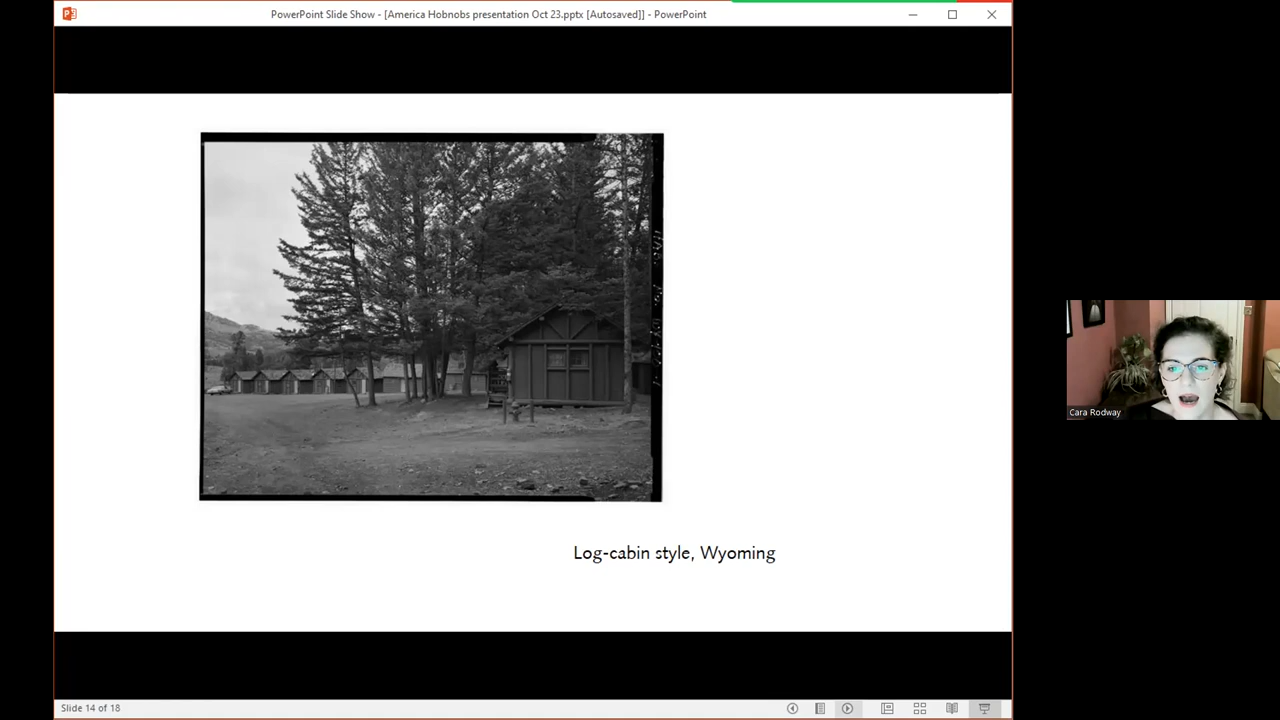 PowerPoint Slide Show - [America Hobnobs presentation Oct 23.pptx [Autosaved]] - PowerPoint
Log-cabin style, Wyoming
Cara Rodway
Slide 14 of 18